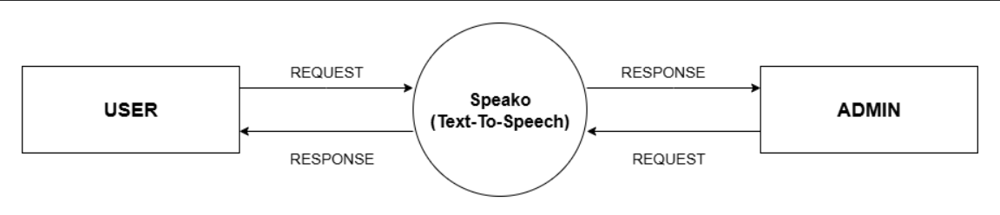 REQUEST
RESPONSE
USER
Speako
(Text-To-Speech)
ADMIN
RESPONSE
REQUEST